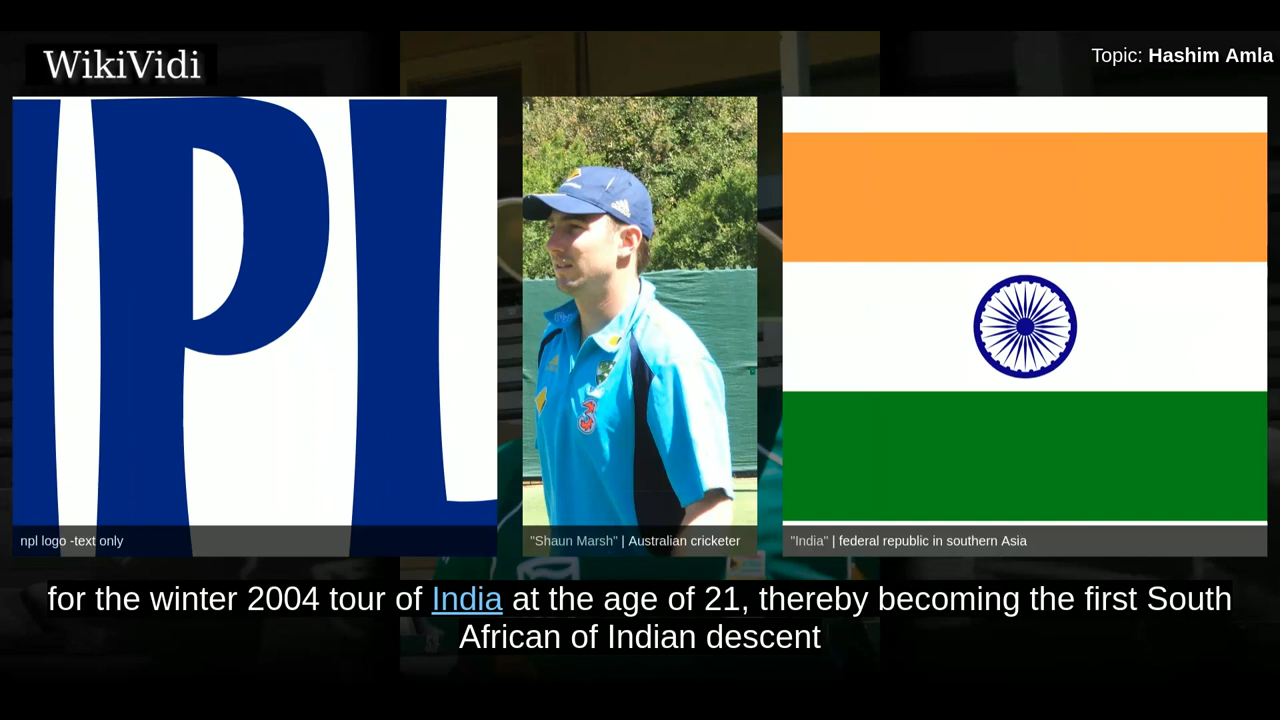 WikiVidi
Topic: Hashim Amla
PL
npl logo -text only
"Shaun Marsh" | Australian cricketer
"India" | federal republic in southern Asia
3
for the winter 2004 tour of India at the age of 21, thereby becoming the first South
African of Indian descent